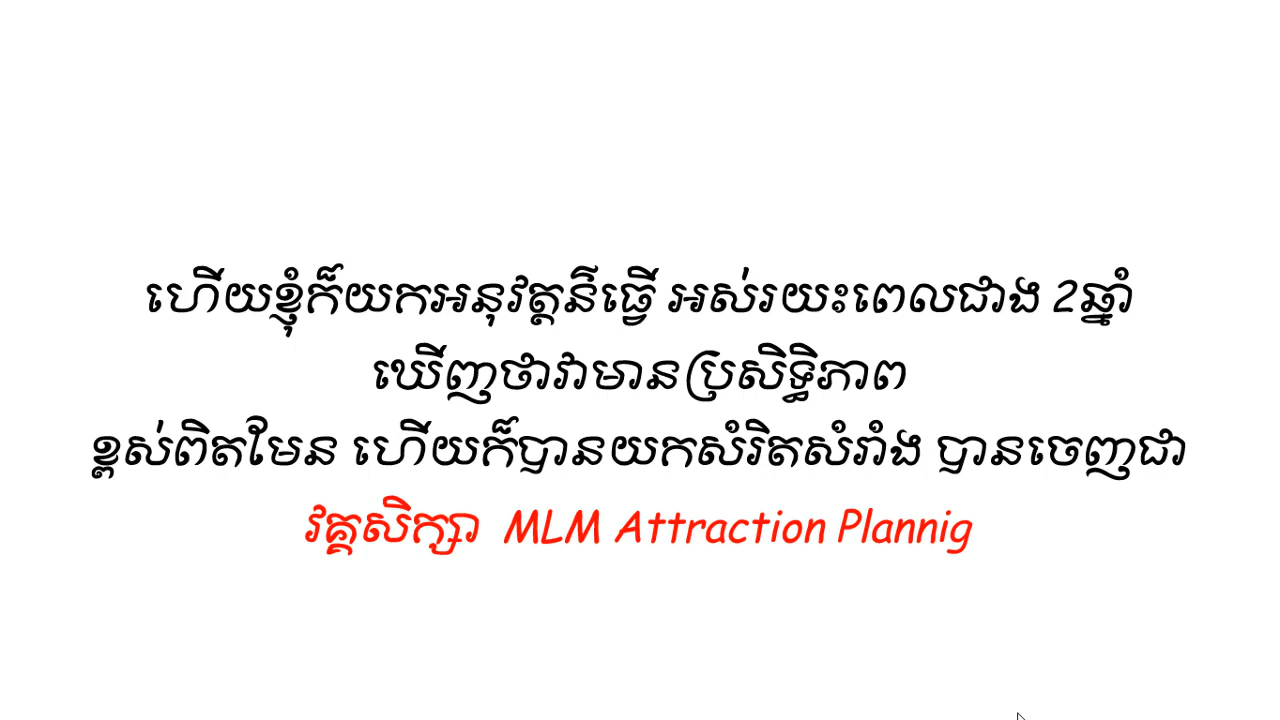 ហើយខ្ញុំក៏យកអនុវត្តន៏ធ្វើ អស់រយះពេលជាង 2ឆ្នាំ
ឃើញថាវាមានប្រសិទ្ធិភាព
ខ្ពស់ពិតមែន ហើយក៏បានយកសំរិតសំរាំង បានចេញជា
វគ្គសិក្សា MLM Attraction Plannig